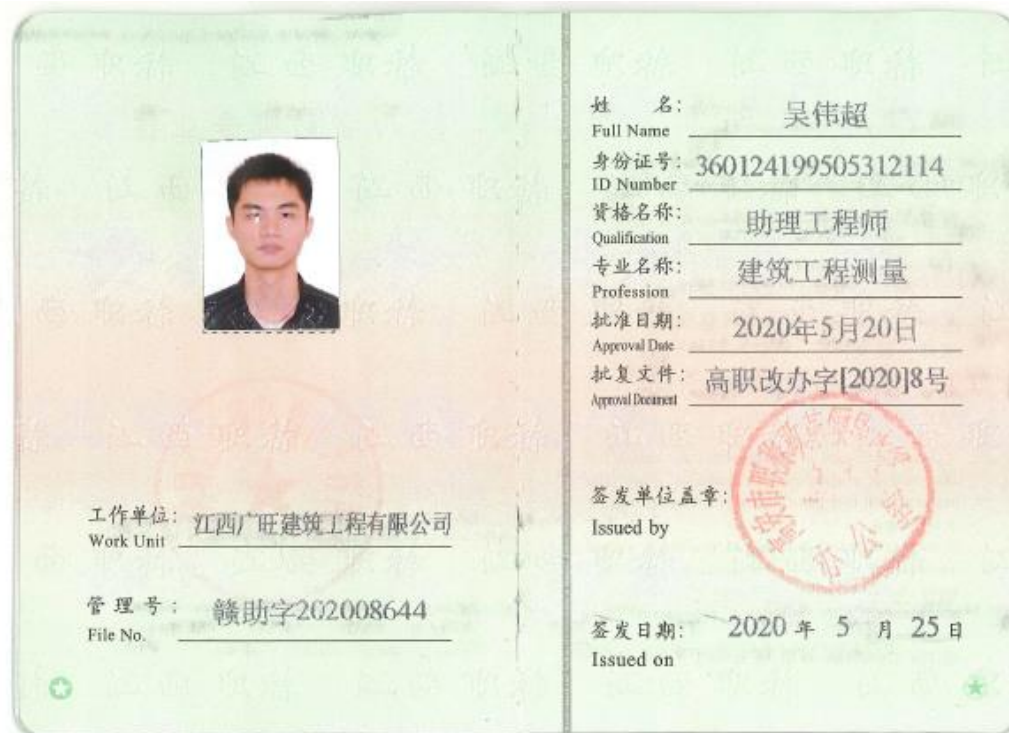 工作单位: 江西广旺建筑工程有限公司
Work Unit
管理号: 赣助字202008644
File No.
姓名: 吴伟超
Full Name
身份证号: 360124199505312114
ID Number
资格名称: 助理工程师
Qualification
专业名称: 建筑工程测量
Profession
批准日期: 2020年5月20日
Approval Date
批复文件: 高职改办字[2020]8号
Approval Document
签发单位盖章:
Issued by
办公
签发日期: 2020 年 5 月 25 日
Issued on